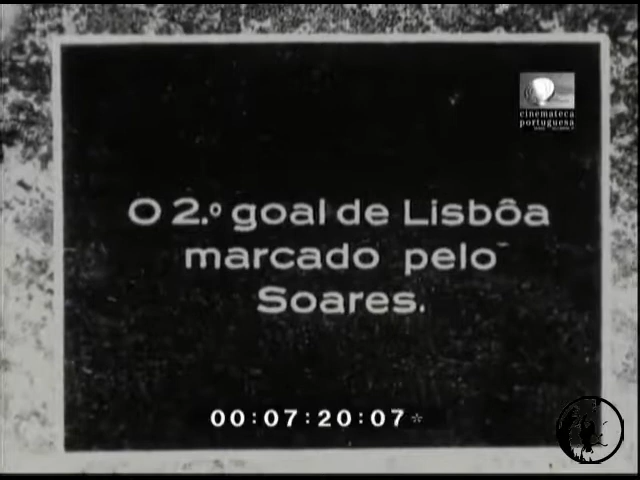 cinemateca
portuguesa
O 2.º goal de Lisbôa
marcado pelo
Soares.
00:07:20:07